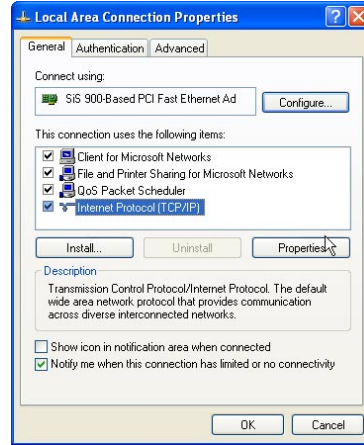 Local Area Connection Properties
General Authentication Advanced
Connect using:
SiS 900-Based PCI Fast Ethernet Ad Configure...
This connection uses the following items:
Client for Microsoft Networks
File and Printer Sharing for Microsoft Networks
QoS Packet Scheduler
Internet Protocol (TCP/IP)
Install... Uninstall Properties
Description
Transmission Control Protocol/Internet Protocol. The default
wide area network protocol that provides communication
across diverse interconnected networks.
Show icon in notification area when connected
Notify me when this connection has limited or no connectivity
OK Cancel